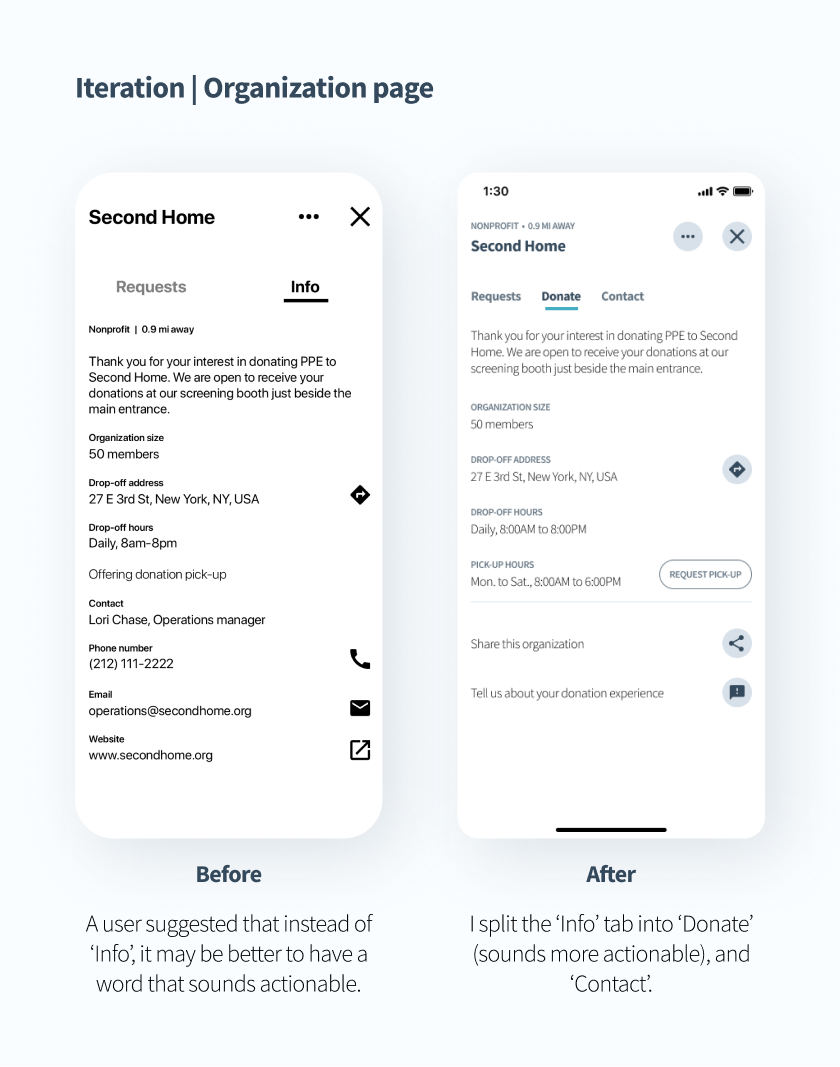 Iteration | Organization page
Second Home
Requests
Info
Nonprofit | 0.9 mi away
Thank you for your interest in donating PPE to
Second Home. We are open to receive your
donations at our screening booth just beside the
main entrance.
Organization size
50 members
Drop-off address
27 E 3rd St, New York, NY, USA
Drop-off hours
Daily, 8am-8pm
Offering donation pick-up
Contact
Lori Chase, Operations manager
Phone number
(212) 111-2222
Email
operations@secondhome.org
Website
www.secondhome.org
Before
A user suggested that instead of
‘Info’, it may be better to have a
word that sounds actionable.
1:30
NONPROFIT • 0.9 MI AWAY
Second Home
Requests Donate Contact
Thank you for your interest in donating PPE to Second
Home. We are open to receive your donations at our
screening booth just beside the main entrance.
ORGANIZATION SIZE
50 members
DROP-OFF ADDRESS
27 E 3rd St, New York, NY, USA
DROP-OFF HOURS
Daily, 8:00AM to 8:00PM
PICK-UP HOURS
Mon. to Sat., 8:00AM to 6:00PM
REQUEST PICK-UP
Share this organization
Tell us about your donation experience
After
I split the ‘Info’ tab into ‘Donate’
(sounds more actionable), and
‘Contact’.